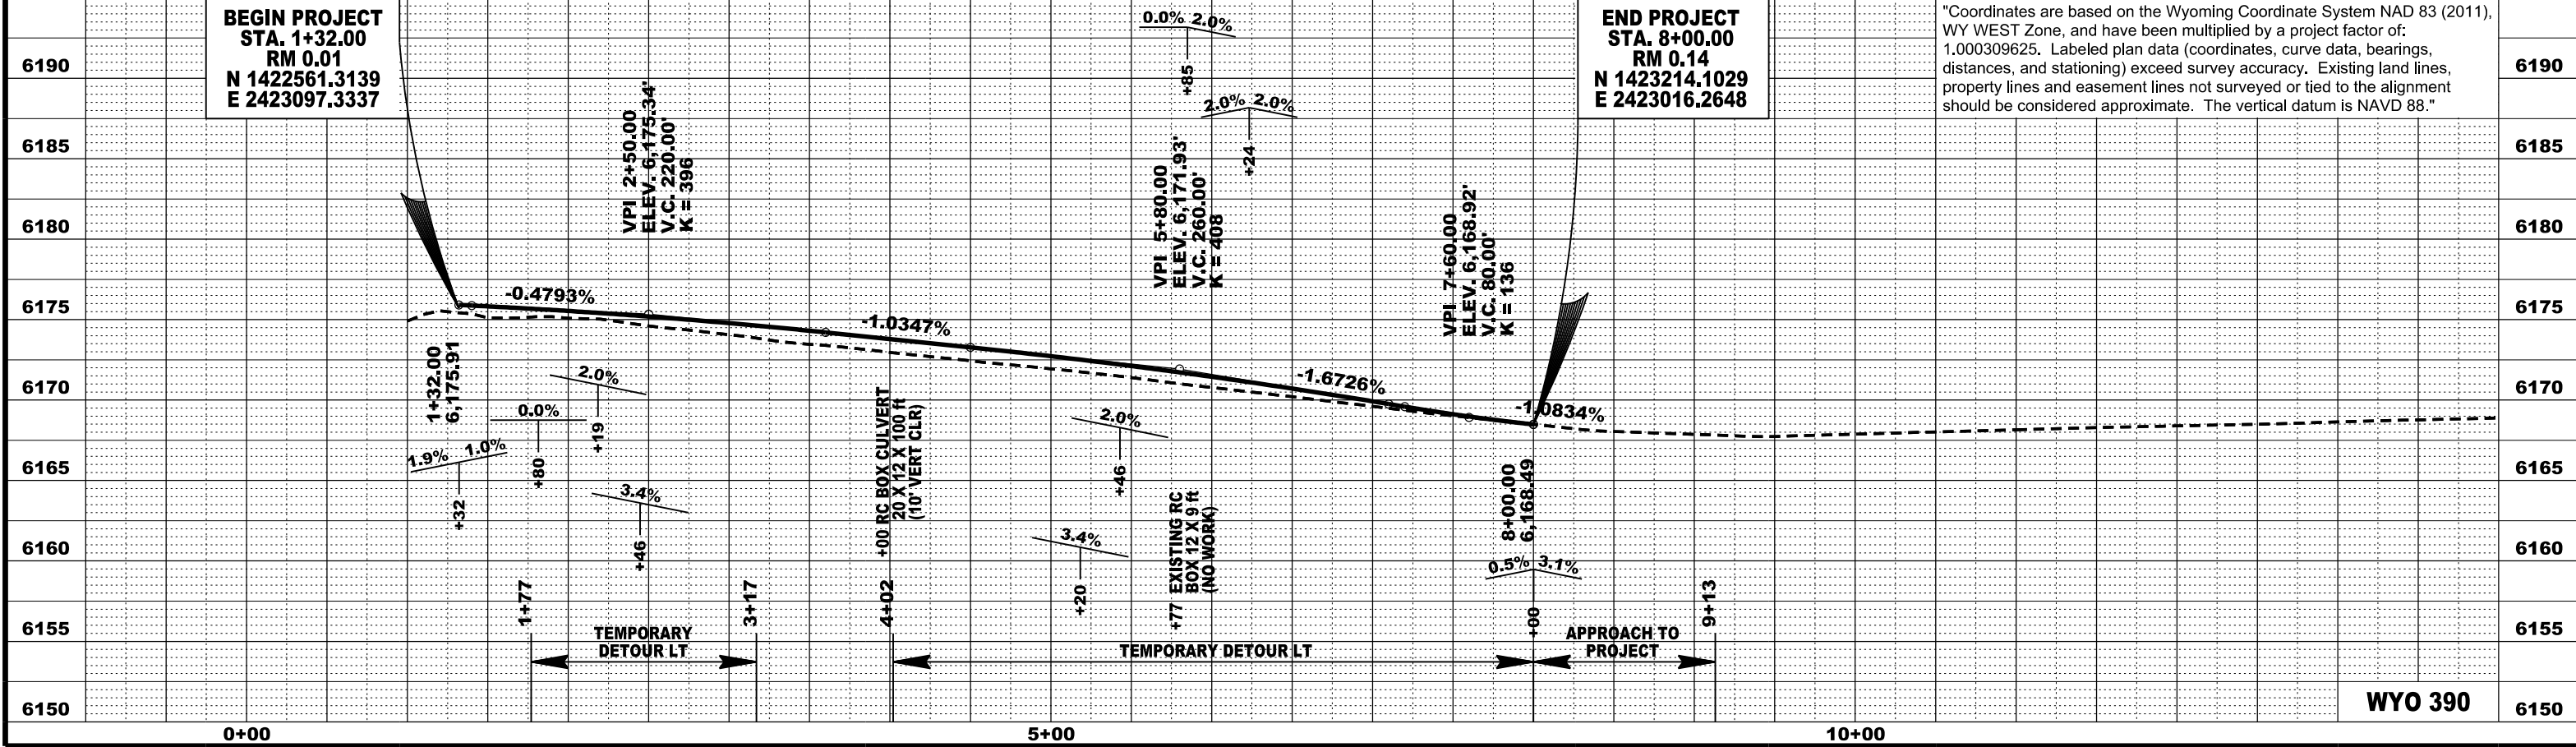 BEGIN PROJECT
STA. 1+32.00
RM 0.01
N 1422561.3139
E 2423097.3337
END PROJECT
STA. 8+00.00
RM 0.14
N 1423214.1029
E 2423016.2648
"Coordinates are based on the Wyoming Coordinate System NAD 83 (2011),
WY WEST Zone, and have been multiplied by a project factor of:
1.000309625. Labeled plan data (coordinates, curve data, bearings,
distances, and stationing) exceed survey accuracy. Existing land lines,
property lines and easement lines not surveyed or tied to the alignment
should be considered approximate. The vertical datum is NAVD 88."
6190
6185
6180
6175
6170
6165
6160
6155
6150
6190
6185
6180
6175
6170
6165
6160
6155
6150
VPI 2+50.00
ELEV. 6,175.34'
V.C. 220.00'
K = 396
0.0% 2.0%
+85
2.0% 2.0%
+24
VPI 5+80.00
ELEV. 6,171.93'
V.C. 260.00'
K = 408
VPI 7+60.00
ELEV. 6,168.92'
V.C. 80.00'
K = 136
-0.4793%
-1.0347%
-1.6726%
-1.0834%
1+32.00
6,175.91
2.0%
+19
0.0%
+80
1.9% 1.0%
+32
3.4%
+46
+00 RC BOX CULVERT
20 X 12 X 100 ft
(10' VERT CLR)
2.0%
+46
3.4%
+20
+77 EXISTING RC
BOX 12 X 9 ft
(NO WORK)
8+00.00
6,168.49
0.5% 3.1%
+00
1+77
3+17
4+02
9+13
TEMPORARY
DETOUR LT
TEMPORARY DETOUR LT
APPROACH TO
PROJECT
WYO 390
0+00
5+00
10+00